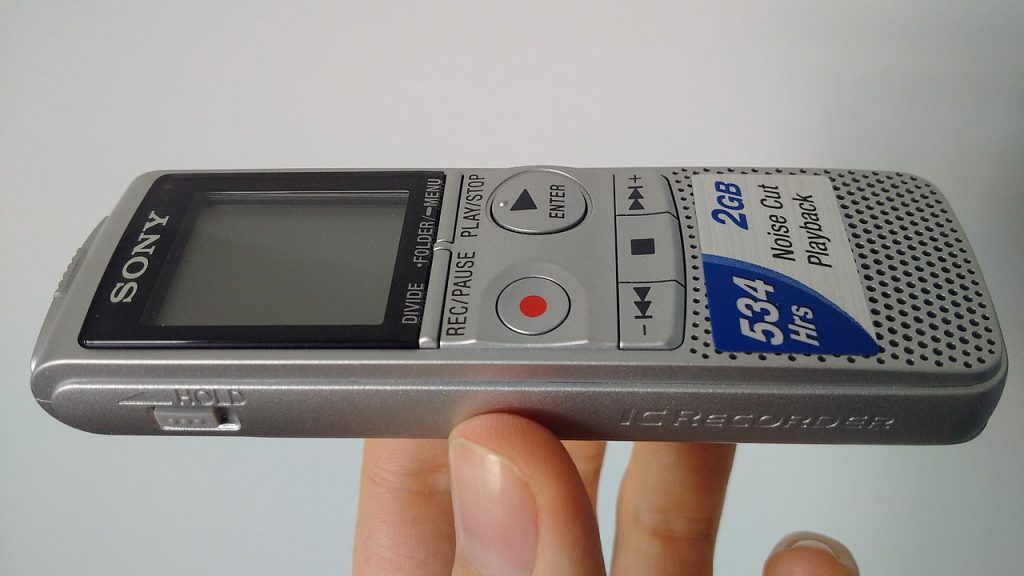 SONY
DIVIDE •FOLDER/MENU
REC/PAUSE PLAY/STOP
ENTER
- +
534 Hrs
2GB
Noise Cut
Playback
HOLD
IC RECORDER